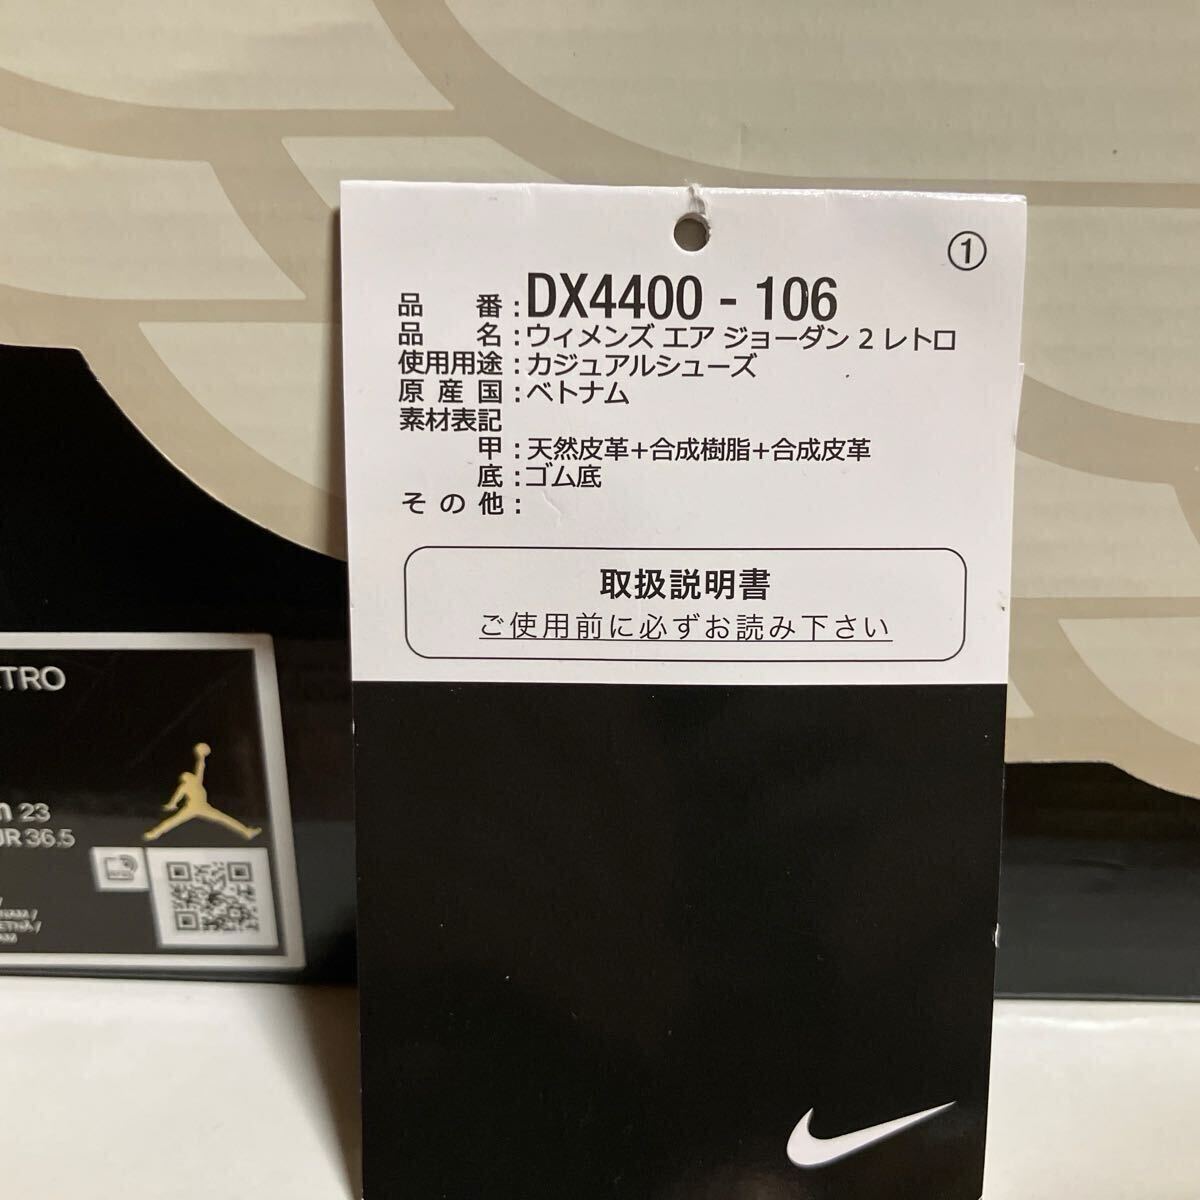 ①
品番:DX4400 - 106
品名:ウィメンズ エア ジョーダン 2 レトロ
使用用途:カジュアルシューズ
原産国:ベトナム
素材表記
甲:天然皮革+合成樹脂+合成皮革
底:ゴム底
その他:
取扱説明書
ご使用前に必ずお読み下さい
TRO
23
36.5